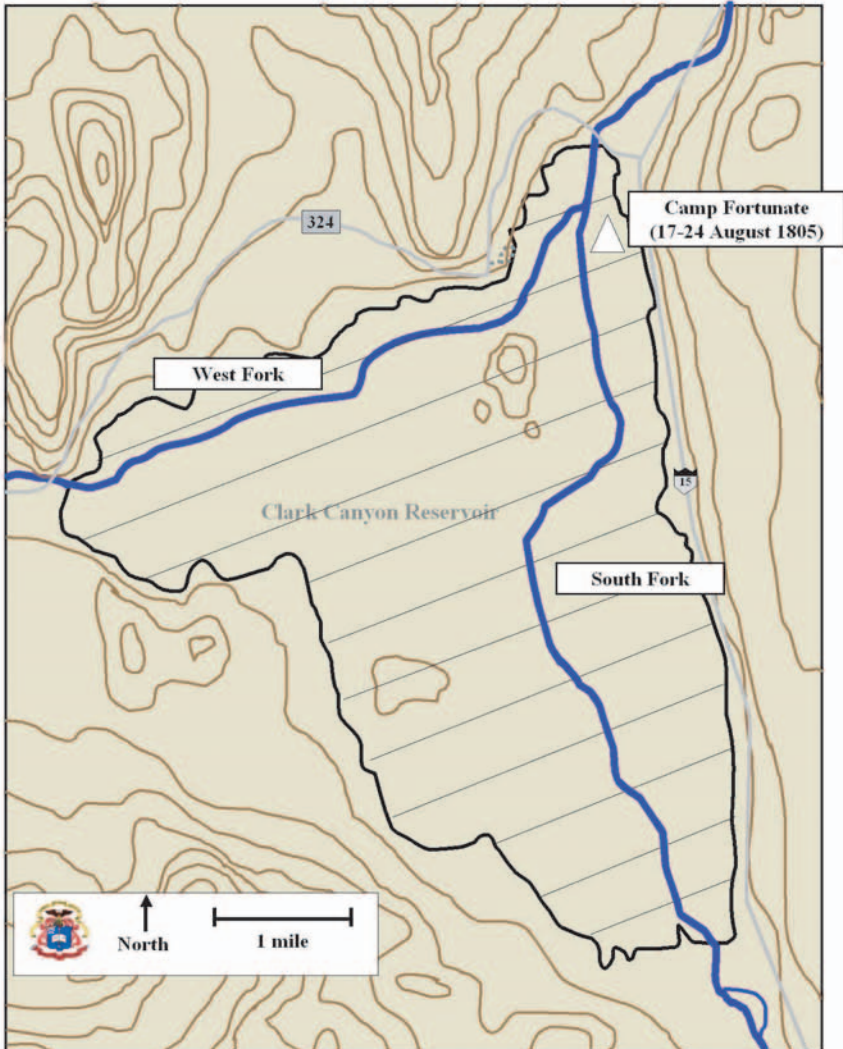 Camp Fortunate
(17-24 August 1805)
324
West Fork
15
Clark Canyon Reservoir
South Fork
North
1 mile